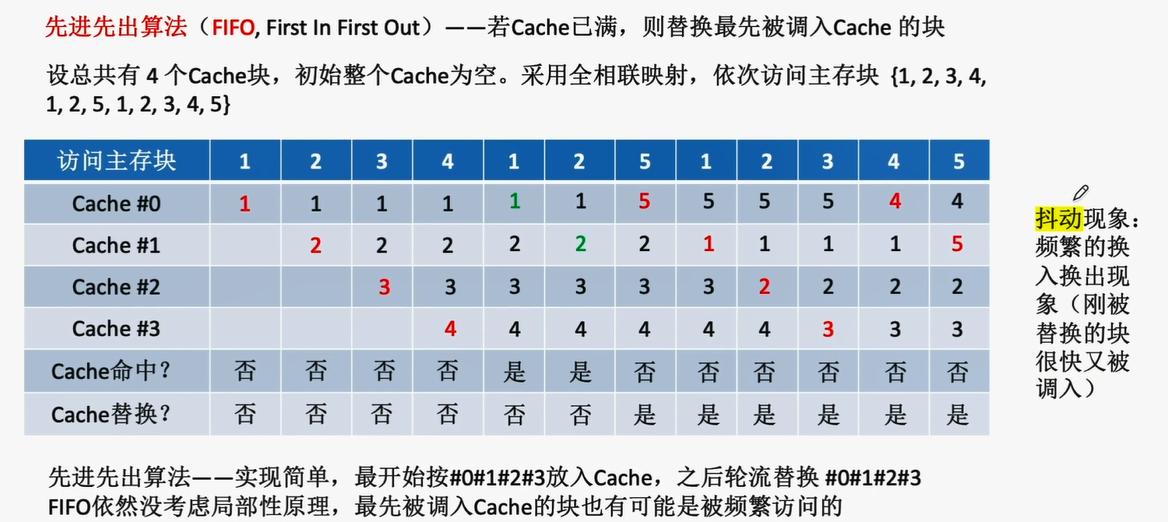 先进先出算法（FIFO, First In First Out）——若Cache已满，则替换最先被调入Cache 的块
设总共有 4 个Cache块，初始整个Cache为空。采用全相联映射，依次访问主存块 {1, 2, 3, 4,
1, 2, 5, 1, 2, 3, 4, 5}
访问主存块 1 2 3 4 1 2 5 1 2 3 4 5
Cache #0 1 1 1 1 1 1 5 5 5 5 4 4
Cache #1 2 2 2 2 2 2 1 1 1 1 5
Cache #2 3 3 3 3 3 3 2 2 2 2
Cache #3 4 4 4 4 4 4 3 3 3
Cache命中？ 否 否 否 否 是 是 否 否 否 否 否 否
Cache替换？ 否 否 否 否 否 否 是 是 是 是 是 是
抖动现象：
频繁的换
入换出现
象（刚被
替换的块
很快又被
调入）
先进先出算法——实现简单，最开始按#0#1#2#3放入Cache，之后轮流替换 #0#1#2#3
FIFO依然没考虑局部性原理，最先被调入Cache的块也有可能是被频繁访问的